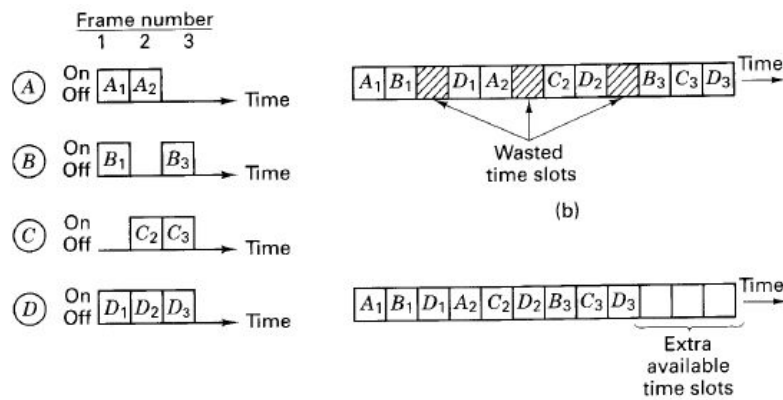 Frame number
1 2 3
A On Off A1 A2 Time
B On Off B1 B3 Time
C On Off C2 C3 Time
D On Off D1 D2 D3 Time
A1 B1 D1 A2 C2 D2 B3 C3 D3 Time
Wasted
time slots
(b)
A1 B1 D1 A2 C2 D2 B3 C3 D3 Time
Extra
available
time slots